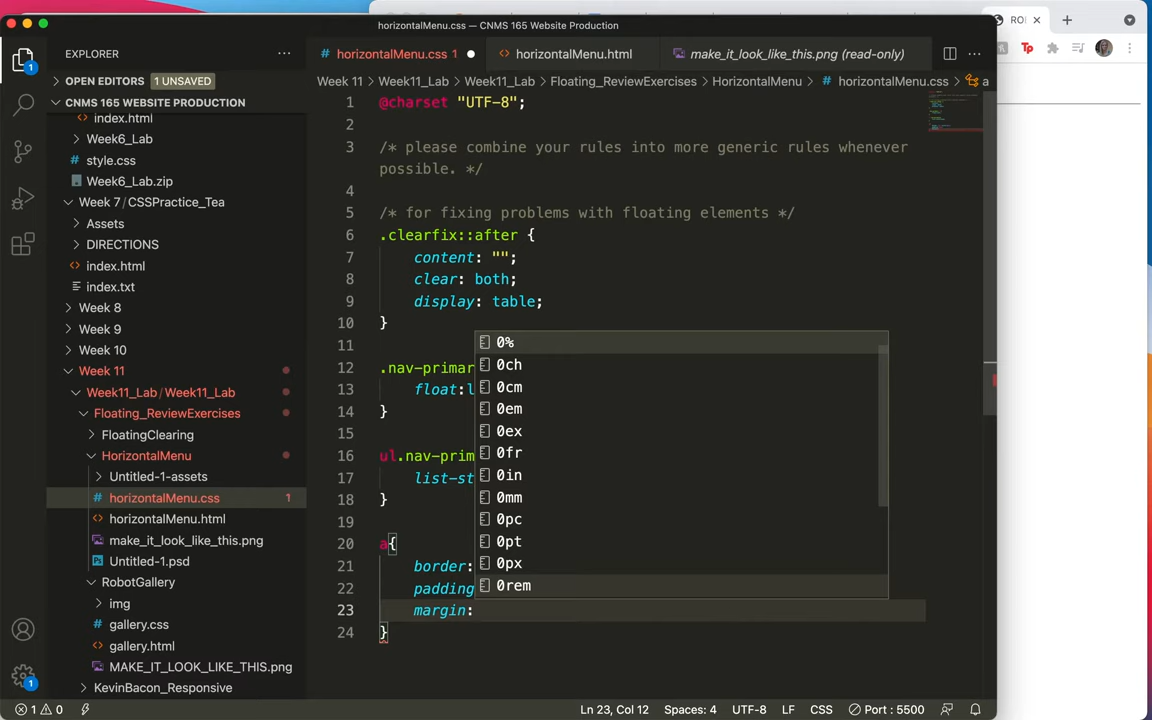 horizontalMenu.css — CNMS 165 Website Production
ROI
EXPLORER
OPEN EDITORS 1 UNSAVED
CNMS 165 WEBSITE PRODUCTION
index.html
Week6_Lab
style.css
Week6_Lab.zip
Week 7 / CSSPractice_Tea
Assets
DIRECTIONS
index.html
index.txt
Week 8
Week 9
Week 10
Week 11
Week11_Lab / Week11_Lab
Floating_ReviewExercises
FloatingClearing
HorizontalMenu
Untitled-1-assets
horizontalMenu.css 1
horizontalMenu.html
make_it_look_like_this.png
Untitled-1.psd
RobotGallery
img
gallery.css
gallery.html
MAKE_IT_LOOK_LIKE_THIS.png
KevinBacon_Responsive
horizontalMenu.css 1
horizontalMenu.html
make_it_look_like_this.png (read-only)
Week 11 > Week11_Lab > Week11_Lab > Floating_ReviewExercises > HorizontalMenu > # horizontalMenu.css > a
1 @charset "UTF-8";
2
3 /* please combine your rules into more generic rules whenever
possible. */
4
5 /* for fixing problems with floating elements */
6 .clearfix::after {
7 content: "";
8 clear: both;
9 display: table;
10 }
11
12 .nav-primar
13 float:l
14 }
15
16 ul.nav-prim
17 list-st
18 }
19
20 a{
21 border:
22 padding
23 margin:
24 }
0%
0ch
0cm
0em
0ex
0fr
0in
0mm
0pc
0pt
0px
0rem
1
1
1 0
Ln 23, Col 12 Spaces: 4 UTF-8 LF CSS Port : 5500